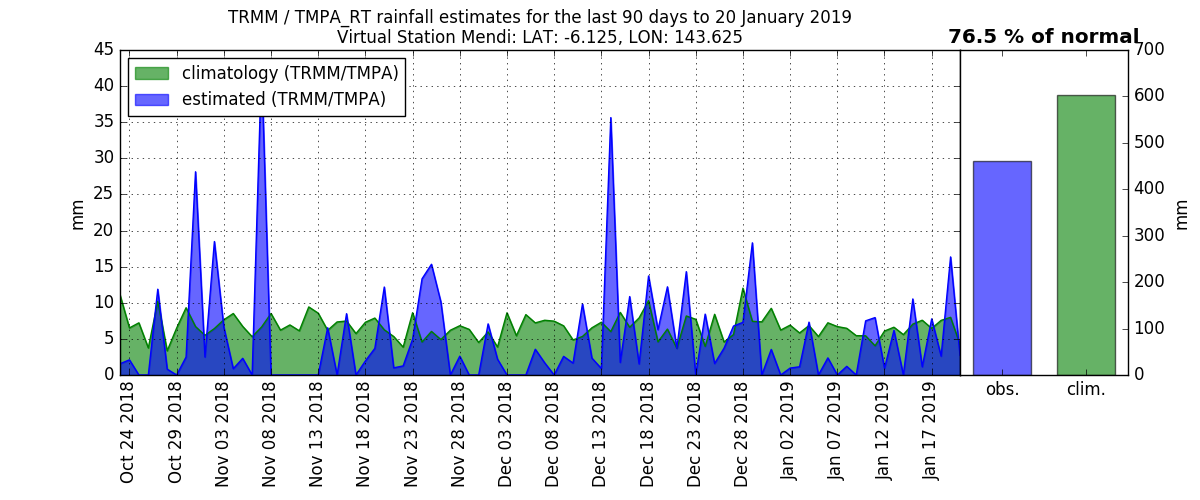 TRMM / TMPA_RT rainfall estimates for the last 90 days to 20 January 2019
Virtual Station Mendi: LAT: -6.125, LON: 143.625
76.5 % of normal
climatology (TRMM/TMPA)
estimated (TRMM/TMPA)
45
40
35
30
25
20
15
10
5
0
mm
Oct 24 2018
Oct 29 2018
Nov 03 2018
Nov 08 2018
Nov 13 2018
Nov 18 2018
Nov 23 2018
Nov 28 2018
Dec 03 2018
Dec 08 2018
Dec 13 2018
Dec 18 2018
Dec 23 2018
Dec 28 2018
Jan 02 2019
Jan 07 2019
Jan 12 2019
Jan 17 2019
obs.
clim.
700
600
500
400
300
200
100
0
mm